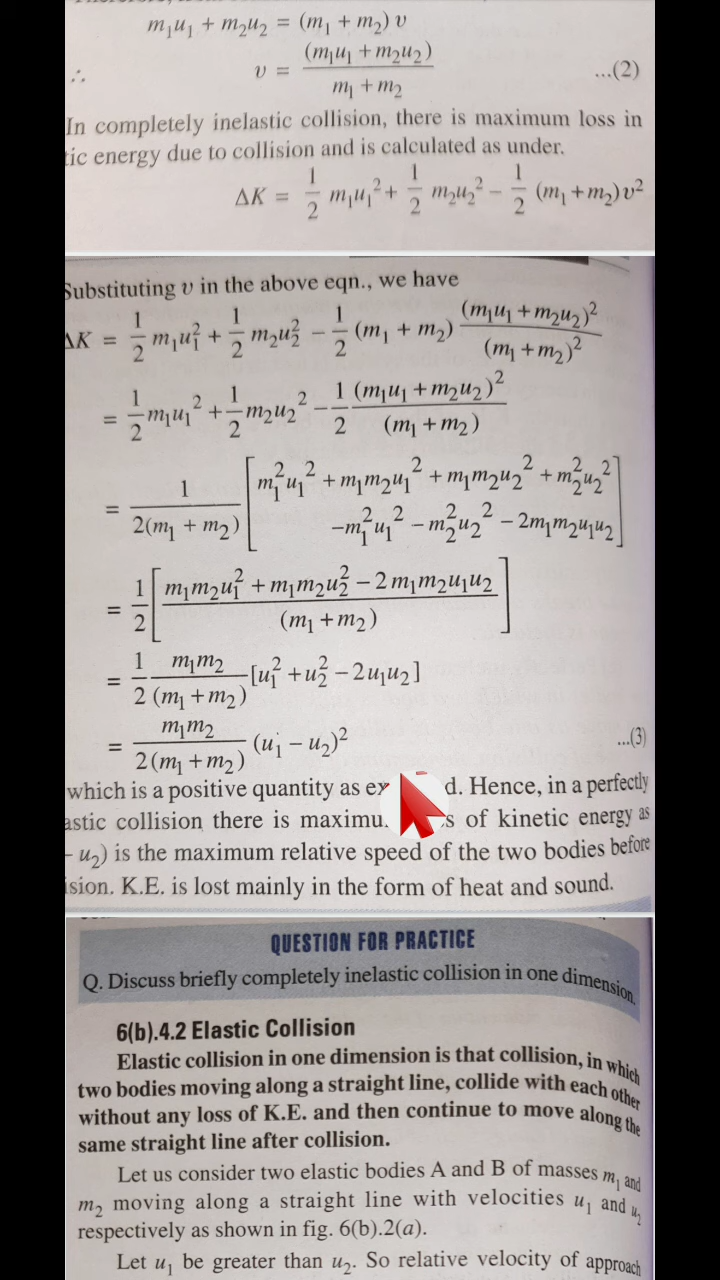 m₁u₁ + m₂u₂ = (m₁ + m₂) υ
∴ υ = (m₁u₁ + m₂u₂) / m₁ + m₂ ...(2)
In completely inelastic collision, there is maximum loss in
tic energy due to collision and is calculated as under.
ΔK = 1/2 m₁u₁² + 1/2 m₂u₂² − 1/2 (m₁ + m₂) υ²
Substituting υ in the above eqn., we have
ΔK = 1/2 m₁u₁² + 1/2 m₂u₂² − 1/2 (m₁ + m₂) (m₁u₁ + m₂u₂)² / (m₁ + m₂)²
= 1/2 m₁u₁² + 1/2 m₂u₂² − 1/2 (m₁u₁ + m₂u₂)² / (m₁ + m₂)
= 1 / 2(m₁ + m₂) [m₁²u₁² + m₁m₂u₁² + m₁m₂u₂² + m₂²u₂²
−m₁²u₁² − m₂²u₂² − 2m₁m₂u₁u₂]
= 1/2 [m₁m₂u₁² + m₁m₂u₂² − 2 m₁m₂u₁u₂ / (m₁ + m₂)]
= 1/2 m₁m₂ / (m₁ + m₂) [u₁² + u₂² − 2u₁u₂]
= m₁m₂ / 2(m₁ + m₂) (u₁ − u₂)² ...(3)
which is a positive quantity as ex d. Hence, in a perfectly
astic collision there is maximu s of kinetic energy as
− u₂) is the maximum relative speed of the two bodies before
ision. K.E. is lost mainly in the form of heat and sound.
QUESTION FOR PRACTICE
Q. Discuss briefly completely inelastic collision in one dimension.
6(b).4.2 Elastic Collision
Elastic collision in one dimension is that collision, in which
two bodies moving along a straight line, collide with each other
without any loss of K.E. and then continue to move along the
same straight line after collision.
Let us consider two elastic bodies A and B of masses m₁ and
m₂ moving along a straight line with velocities u₁ and u₂
respectively as shown in fig. 6(b).2(a).
Let u₁ be greater than u₂. So relative velocity of approach